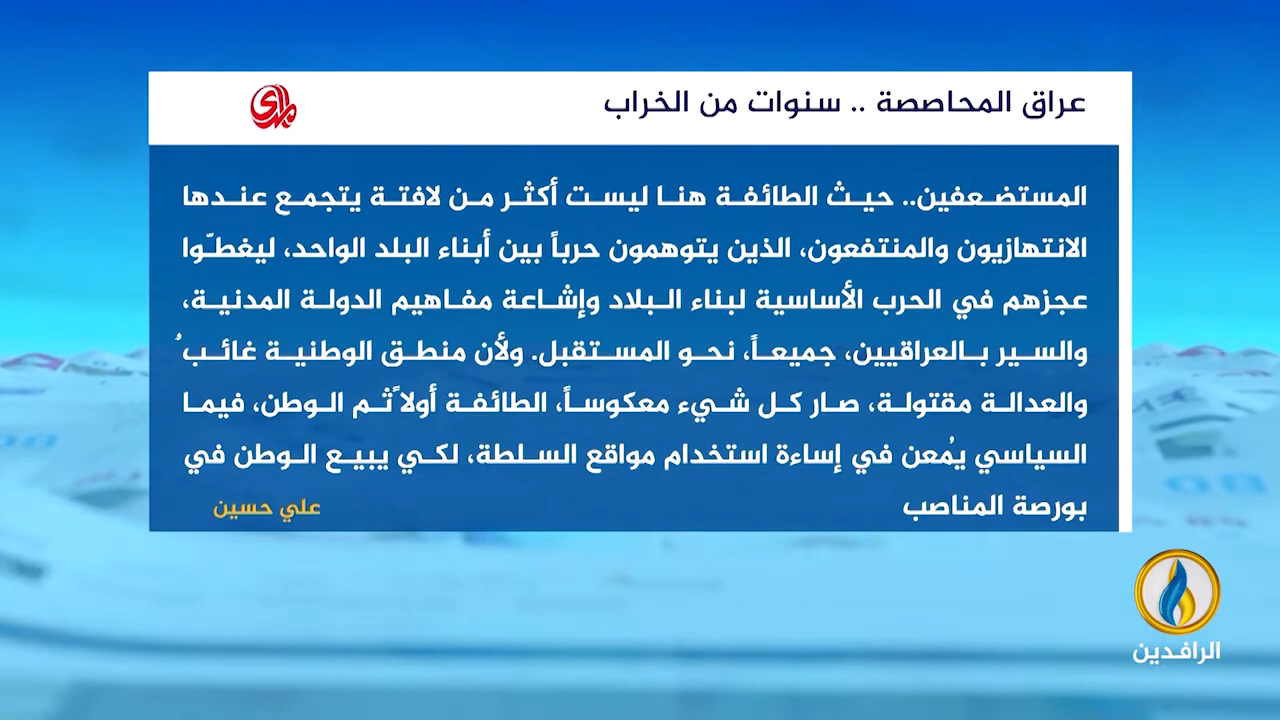 عراق المحاصصة .. سنوات من الخراب
المدى
المستضعفين.. حيث الطائفة هنا ليست أكثر من لافتة يتجمع عندها
الانتهازيون والمنتفعون، الذين يتوهمون حرباً بين أبناء البلد الواحد، ليغطّوا
عجزهم في الحرب الأساسية لبناء البلاد وإشاعة مفاهيم الدولة المدنية،
والسير بالعراقيين، جميعاً، نحو المستقبل. ولأن منطق الوطنية غائبُ
والعدالة مقتولة، صار كل شيء معكوساً، الطائفة أولاً ثم الوطن، فيما
السياسي يُمعن في إساءة استخدام مواقع السلطة، لكي يبيع الوطن في
بورصة المناصب
علي حسين
الرافدين